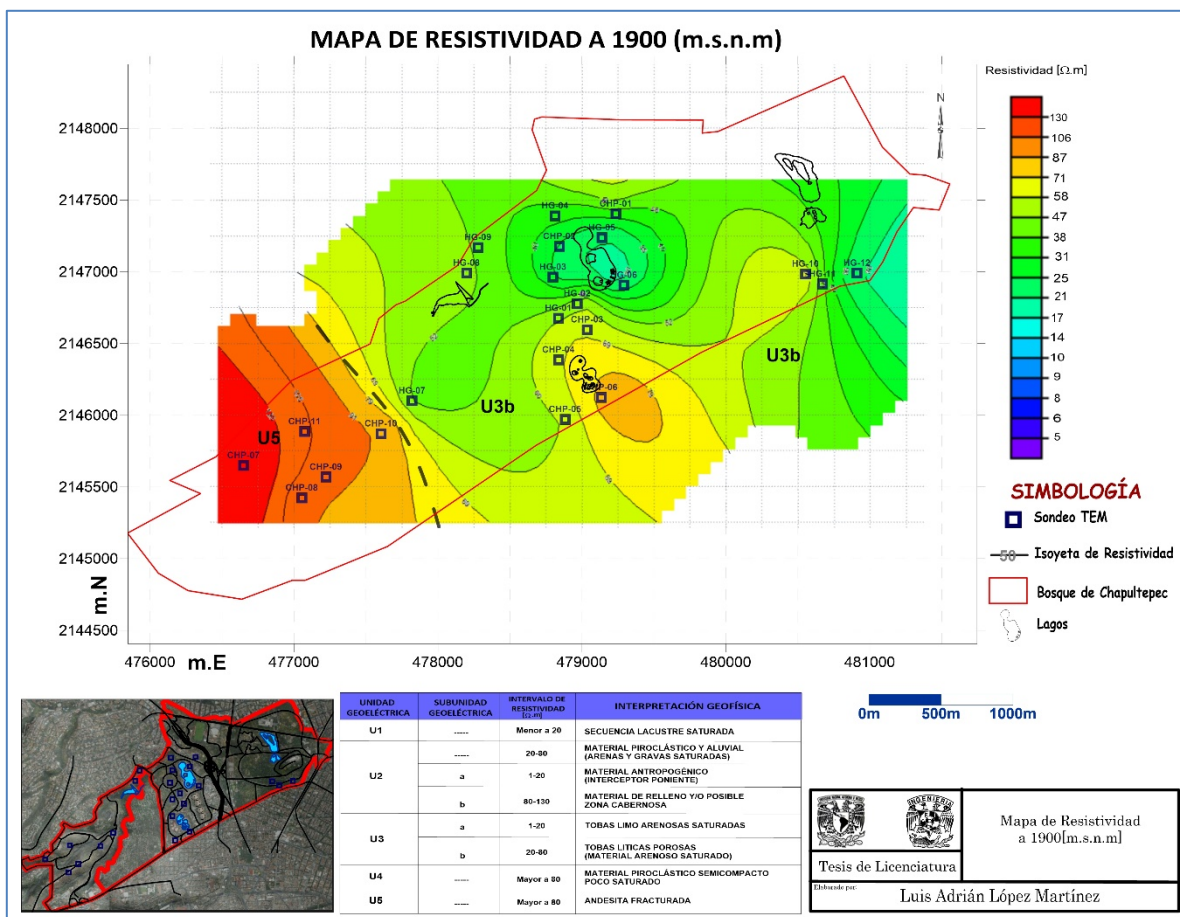 MAPA DE RESISTIVIDAD A 1900 (m.s.n.m)
Resistividad [Ω.m]
130
106
87
71
58
47
38
31
25
21
17
14
10
9
8
6
5
N
2148000
2147500
2147000
2146500
2146000
2145500
2145000
2144500
m.N
476000
477000
478000
479000
480000
481000
m.E
HG-04
CHP-01
HG-05
HG-09
HG-08
HG-03
HG-06
HG-10
HG-11
HG-12
HG-02
HG-01
CHP-03
CHP-04
CHP-06
CHP-05
HG-07
CHP-10
CHP-11
CHP-07
CHP-09
CHP-08
U5
U3b
U3b
SIMBOLOGÍA
Sondeo TEM
50 Isoyeta de Resistividad
Bosque de Chapultepec
Lagos
0m 500m 1000m
UNIDAD GEOELÉCTRICA
SUBUNIDAD GEOELÉCTRICA
INTERVALO DE RESISTIVIDAD [Ω.m]
INTERPRETACIÓN GEOFÍSICA
U1 ----- Menor a 20 SECUENCIA LACUSTRE SATURADA
U2 ----- 20-80 MATERIAL PIROCLÁSTICO Y ALUVIAL
(ARENAS Y GRAVAS SATURADAS)
a 1-20 MATERIAL ANTROPOGÉNICO
(INTERCEPTOR PONIENTE)
b 80-130 MATERIAL DE RELLENO Y/O POSIBLE
ZONA CABERNOSA
U3 a 1-20 TOBAS LIMO ARENOSAS SATURADAS
b 20-80 TOBAS LITICAS POROSAS
(MATERIAL ARENOSO SATURADO)
U4 ----- Mayor a 80 MATERIAL PIROCLÁSTICO SEMICOMPACTO
POCO SATURADO
U5 ----- Mayor a 80 ANDESITA FRACTURADA
INGENIERIA
Mapa de Resistividad
a 1900[m.s.n.m]
Tesis de Licenciatura
Elaborado por:
Luis Adrián López Martínez